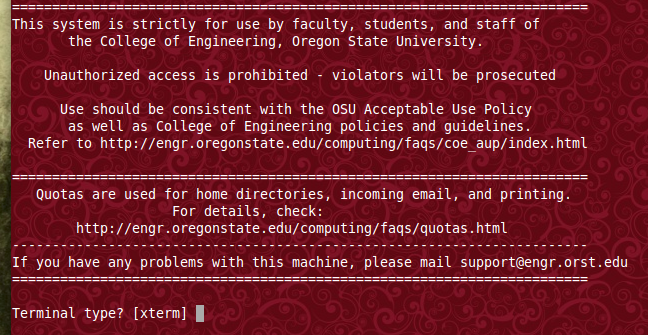 ========================================================================
This system is strictly for use by faculty, students, and staff of
the College of Engineering, Oregon State University.
Unauthorized access is prohibited - violators will be prosecuted
Use should be consistent with the OSU Acceptable Use Policy
as well as College of Engineering policies and guidelines.
Refer to http://engr.oregonstate.edu/computing/faqs/coe_aup/index.html
========================================================================
Quotas are used for home directories, incoming email, and printing.
For details, check:
http://engr.oregonstate.edu/computing/faqs/quotas.html
------------------------------------------------------------------------
If you have any problems with this machine, please mail support@engr.orst.edu
========================================================================
Terminal type? [xterm]